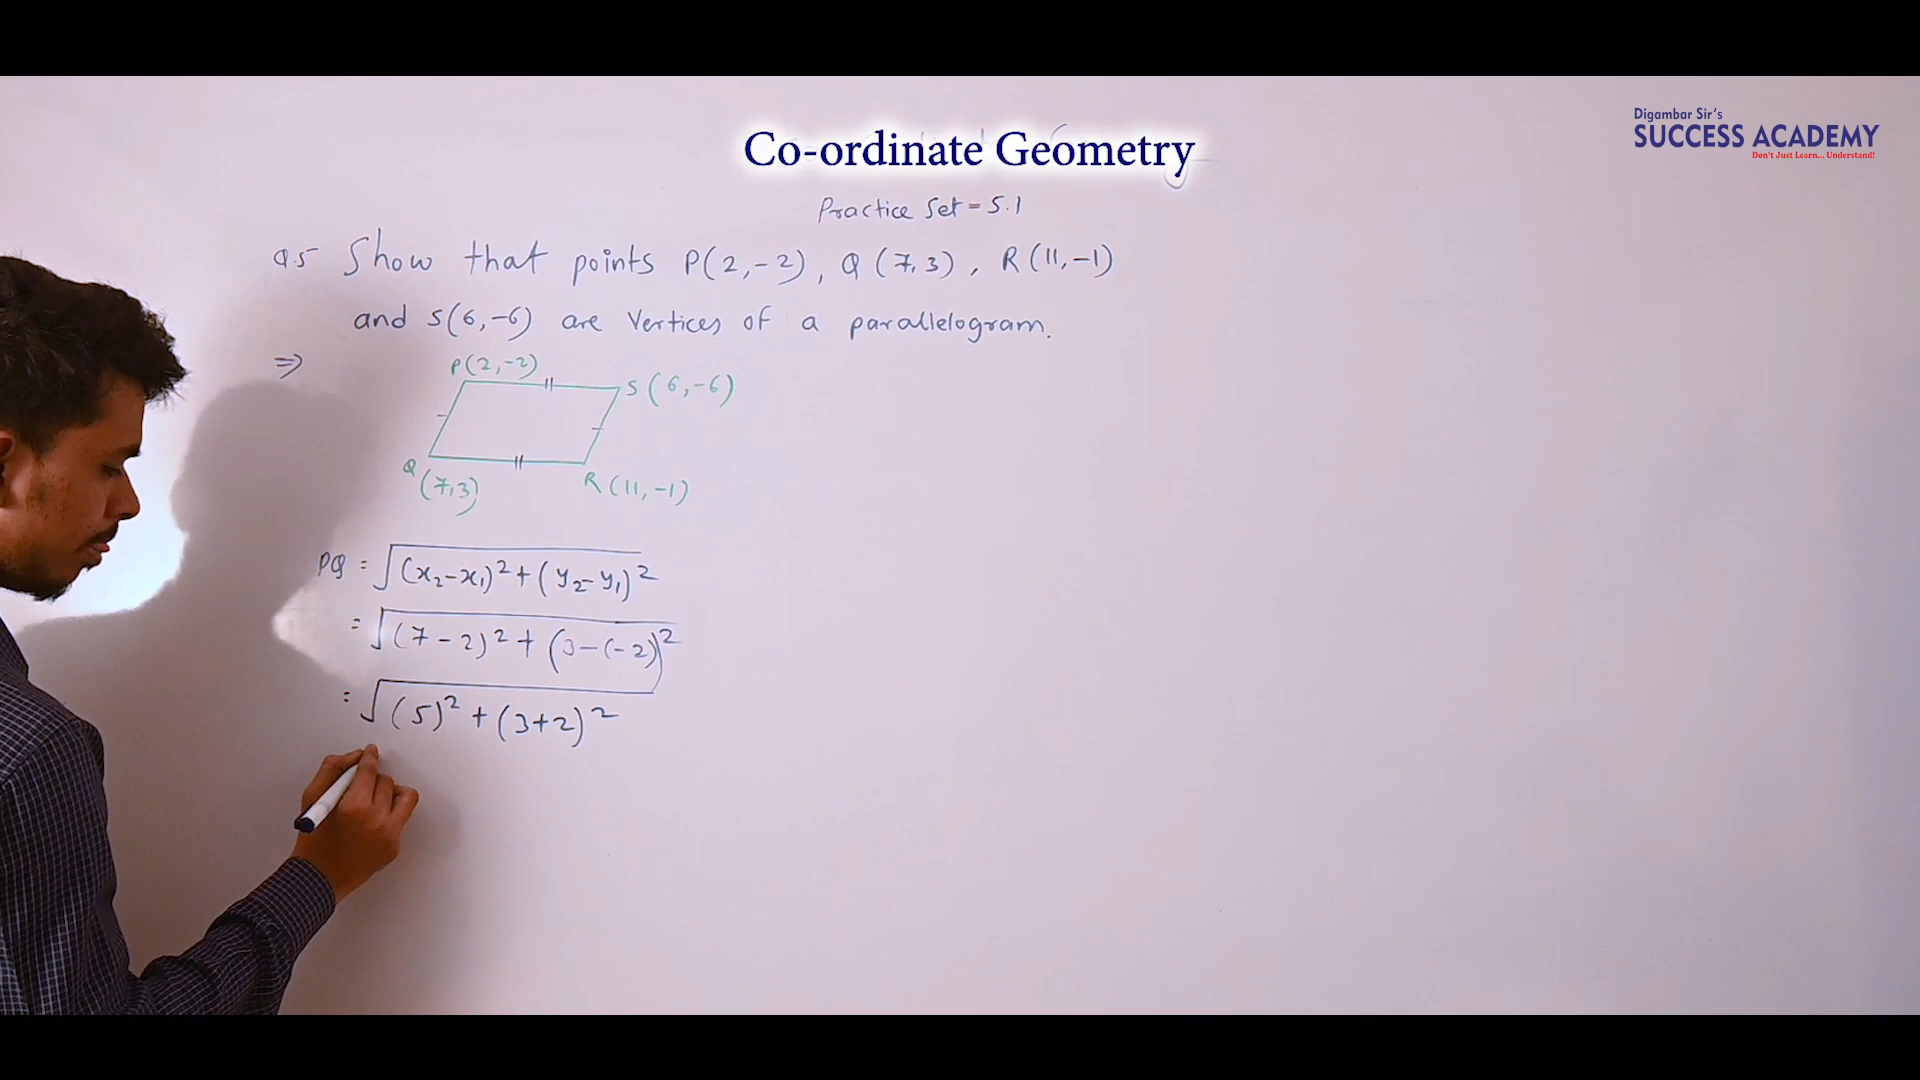 Digambar Sir's
SUCCESS ACADEMY
Don't Just Learn... Understand!
Co-ordinate Geometry
Practice Set = 5.1
Q.5 Show that points P(2,-2), Q(7,3), R(11,-1)
and S(6,-6) are Vertices of a parallelogram.
⇒
P(2,-2)
S(6,-6)
Q
(7,3)
R(11,-1)
PQ = √(x₂-x₁)²+(y₂-y₁)²
= √(7-2)²+(3-(-2)²
= √(5)²+(3+2)²